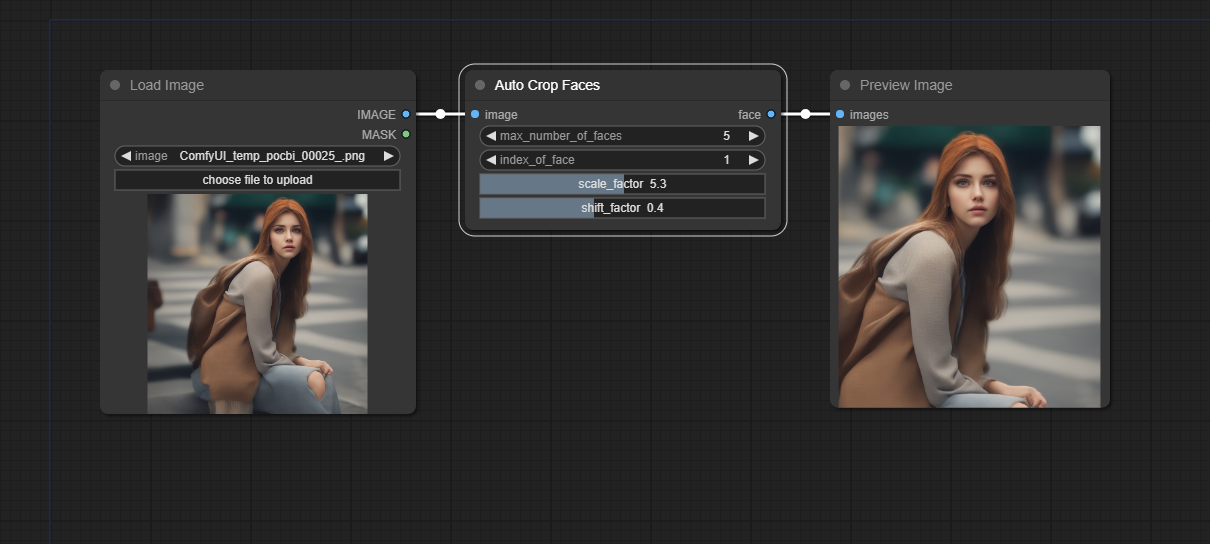 Load Image
IMAGE
MASK
image ComfyUI_temp_pocbi_00025_.png
choose file to upload
Auto Crop Faces
image face
max_number_of_faces 5
index_of_face 1
scale_factor 5.3
shift_factor 0.4
Preview Image
images